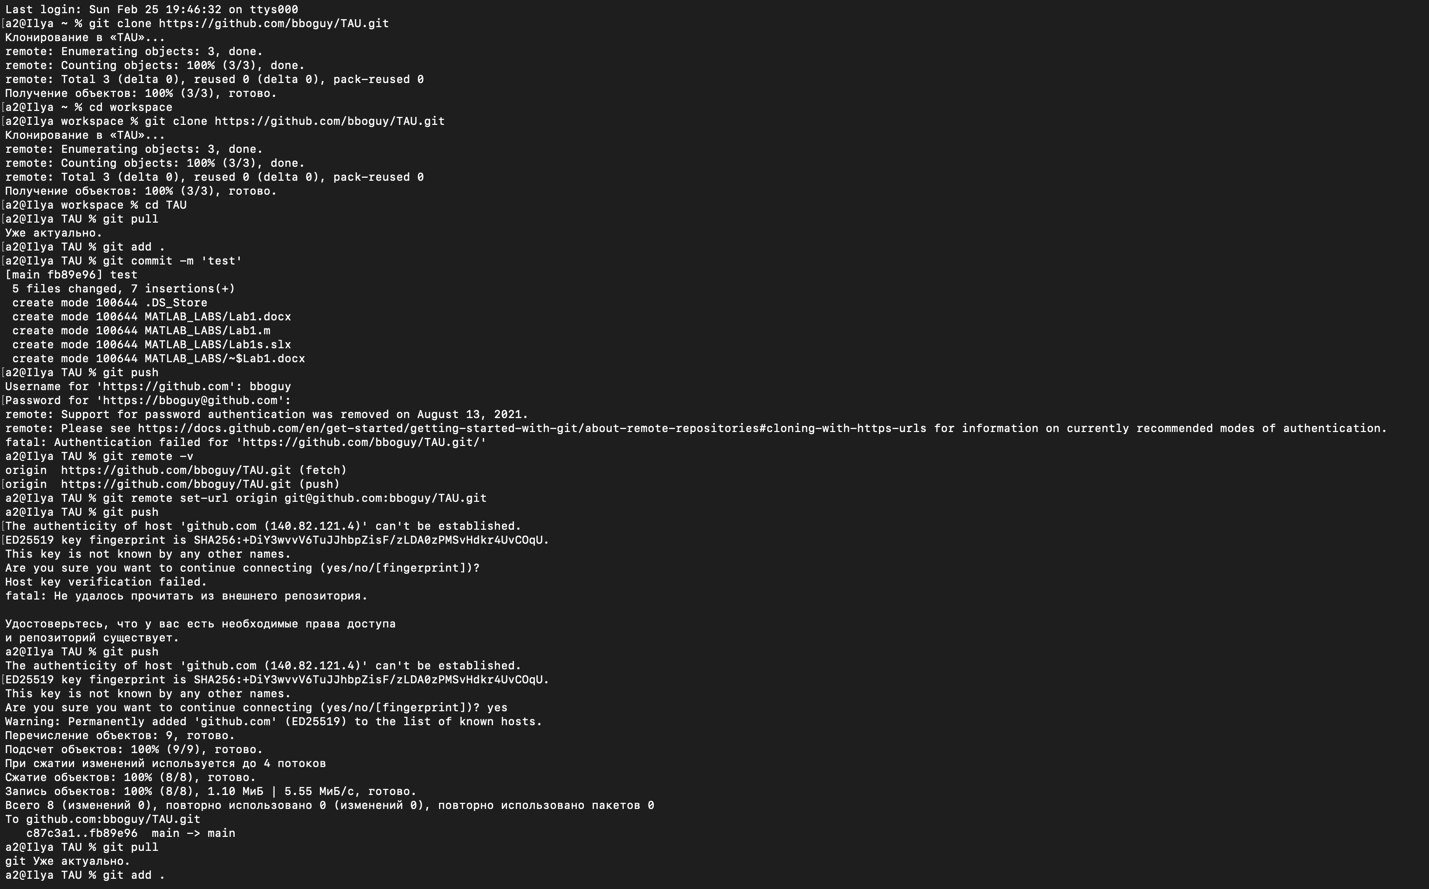 Last login: Sun Feb 25 19:46:32 on ttys000
[a2@Ilya ~ % git clone https://github.com/bboguy/TAU.git
Клонирование в «TAU»...
remote: Enumerating objects: 3, done.
remote: Counting objects: 100% (3/3), done.
remote: Total 3 (delta 0), reused 0 (delta 0), pack-reused 0
Получение объектов: 100% (3/3), готово.
[a2@Ilya ~ % cd workspace
[a2@Ilya workspace % git clone https://github.com/bboguy/TAU.git
Клонирование в «TAU»...
remote: Enumerating objects: 3, done.
remote: Counting objects: 100% (3/3), done.
remote: Total 3 (delta 0), reused 0 (delta 0), pack-reused 0
Получение объектов: 100% (3/3), готово.
[a2@Ilya workspace % cd TAU
[a2@Ilya TAU % git pull
Уже актуально.
[a2@Ilya TAU % git add .
[a2@Ilya TAU % git commit -m 'test'
[main fb89e96] test
 5 files changed, 7 insertions(+)
 create mode 100644 .DS_Store
 create mode 100644 MATLAB_LABS/Lab1.docx
 create mode 100644 MATLAB_LABS/Lab1.m
 create mode 100644 MATLAB_LABS/Lab1s.slx
 create mode 100644 MATLAB_LABS/~$Lab1.docx
[a2@Ilya TAU % git push
Username for 'https://github.com': bboguy
[Password for 'https://bboguy@github.com':
remote: Support for password authentication was removed on August 13, 2021.
remote: Please see https://docs.github.com/en/get-started/getting-started-with-git/about-remote-repositories#cloning-with-https-urls for information on currently recommended modes of authentication.
fatal: Authentication failed for 'https://github.com/bboguy/TAU.git/'
a2@Ilya TAU % git remote -v
origin  https://github.com/bboguy/TAU.git (fetch)
[origin  https://github.com/bboguy/TAU.git (push)
a2@Ilya TAU % git remote set-url origin git@github.com:bboguy/TAU.git
a2@Ilya TAU % git push
[The authenticity of host 'github.com (140.82.121.4)' can't be established.
[ED25519 key fingerprint is SHA256:+DiY3wvvV6TuJJhbpZisF/zLDA0zPMSvHdkr4UvCOqU.
This key is not known by any other names.
Are you sure you want to continue connecting (yes/no/[fingerprint])?
Host key verification failed.
fatal: Не удалось прочитать из внешнего репозитория.

Удостоверьтесь, что у вас есть необходимые права доступа
и репозиторий существует.
a2@Ilya TAU % git push
The authenticity of host 'github.com (140.82.121.4)' can't be established.
[ED25519 key fingerprint is SHA256:+DiY3wvvV6TuJJhbpZisF/zLDA0zPMSvHdkr4UvCOqU.
This key is not known by any other names.
Are you sure you want to continue connecting (yes/no/[fingerprint])? yes
Warning: Permanently added 'github.com' (ED25519) to the list of known hosts.
Перечисление объектов: 9, готово.
Подсчет объектов: 100% (9/9), готово.
При сжатии изменений используется до 4 потоков
Сжатие объектов: 100% (8/8), готово.
Запись объектов: 100% (8/8), 1.10 МиБ | 5.55 МиБ/с, готово.
Всего 8 (изменений 0), повторно использовано 0 (изменений 0), повторно использовано пакетов 0
To github.com:bboguy/TAU.git
   c87c3a1..fb89e96  main -> main
a2@Ilya TAU % git pull
git Уже актуально.
a2@Ilya TAU % git add .